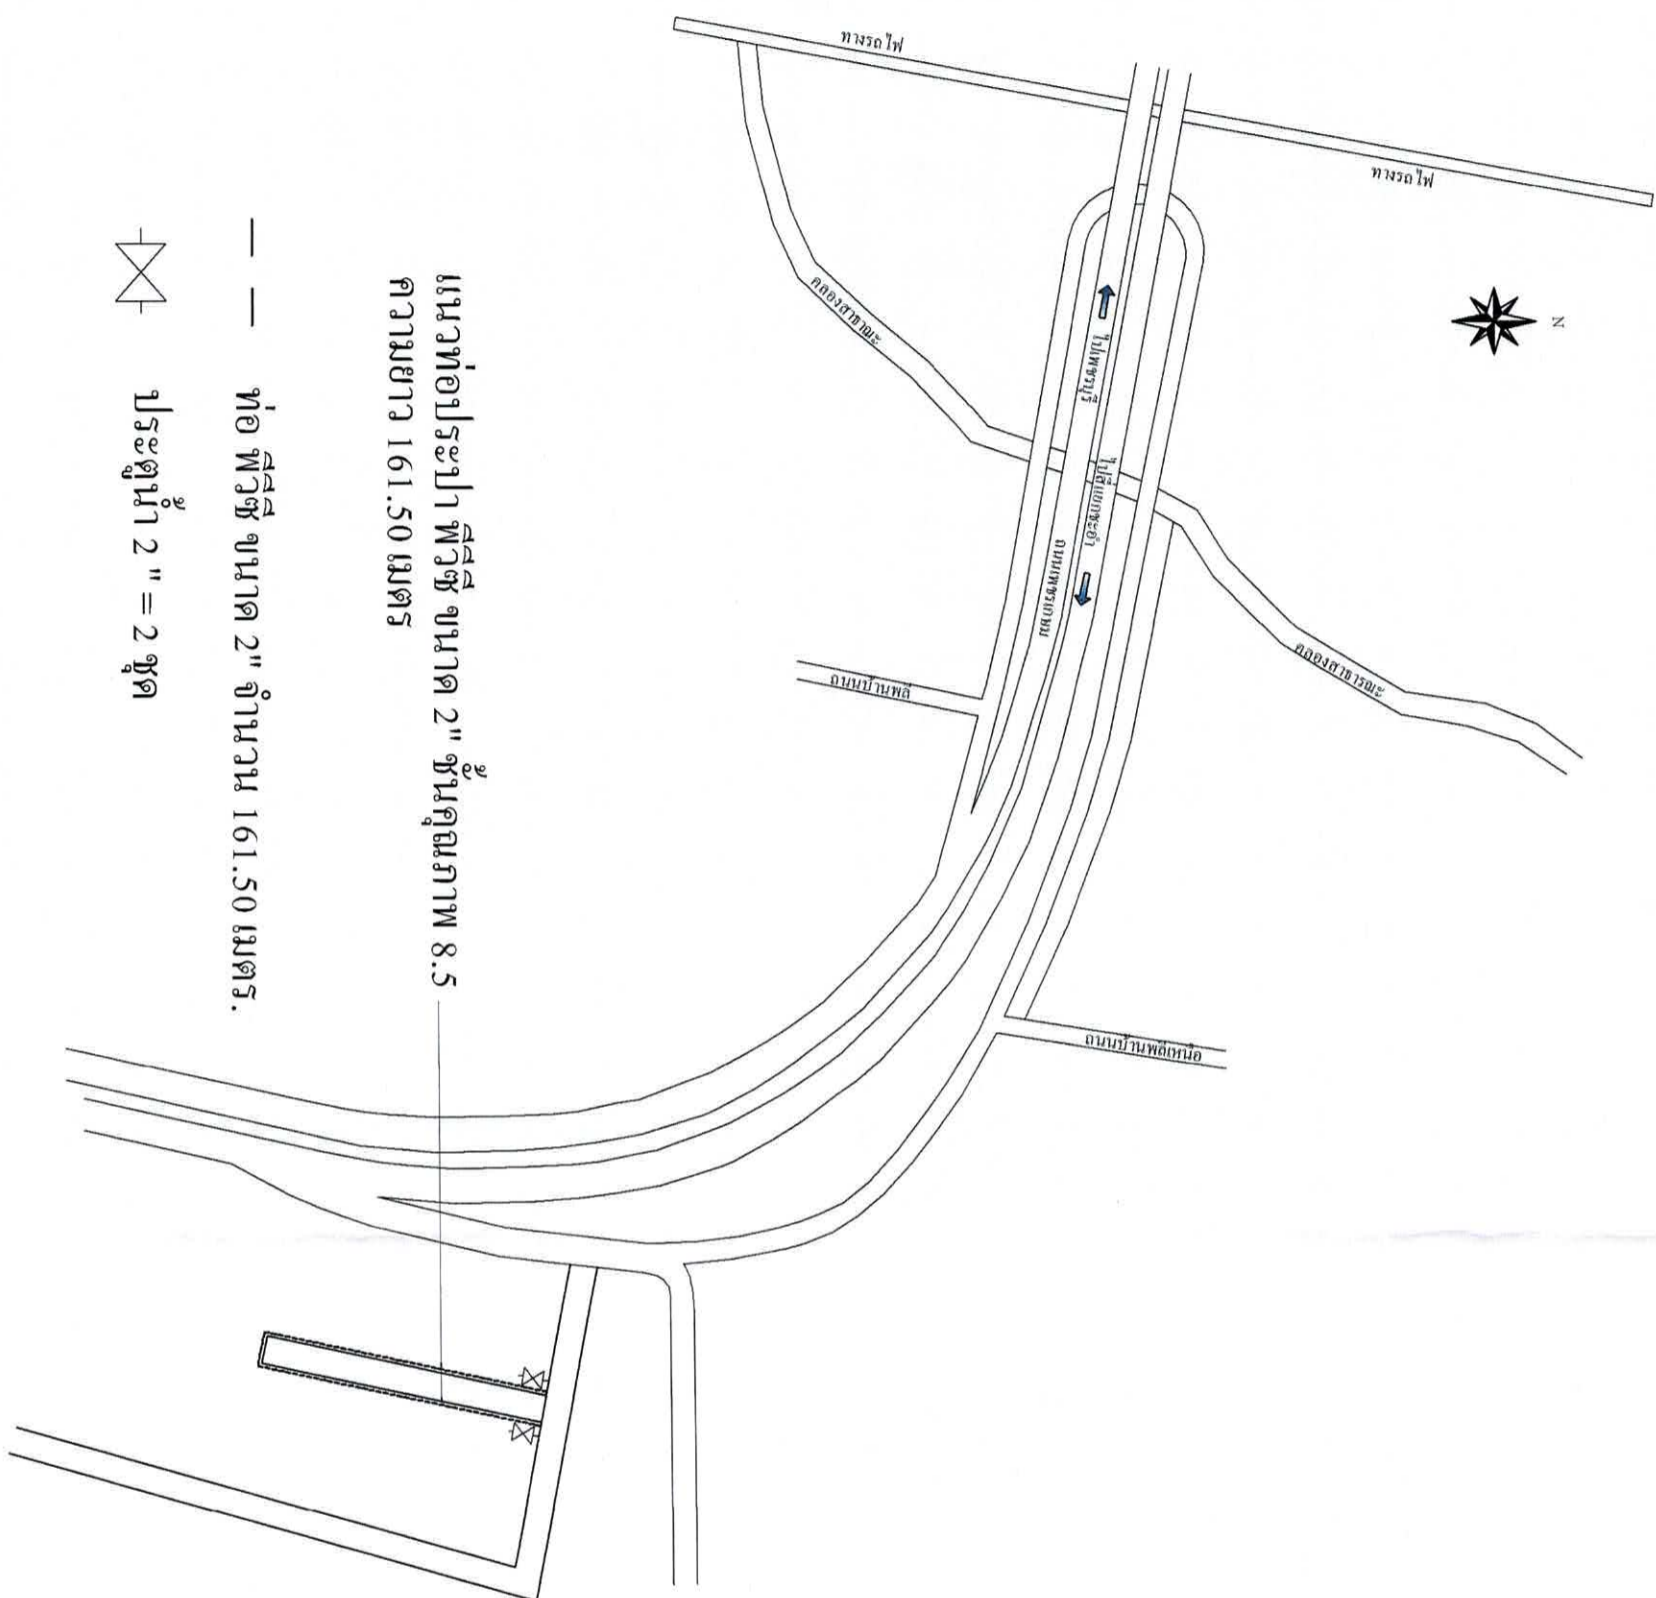 ทางรถไฟ
ทางรถไฟ
N
คลองสาธาณะ
ไปเพชรบุรี
ไปสี่แยกชะอำ
ถนนเพชรเกษม
คลองสาธารณะ
ถนนบ้านพลี
ถนนบ้านพลีเหนือ
แนวท่อประปา พีวีซี ขนาด 2" ชั้นคุณภาพ 8.5
ความยาว 161.50 เมตร
ท่อ พีวีซี ขนาด 2" จำนวน 161.50 เมตร.
ประตูน้ำ 2 " = 2 ชุด